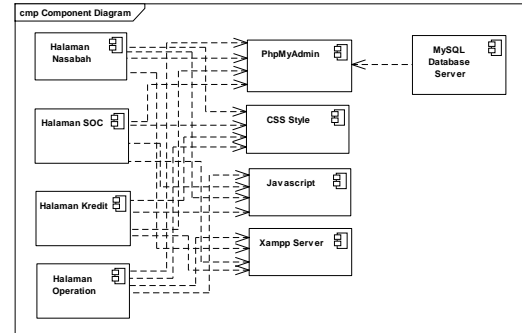 cmp Component Diagram
Halaman
Nasabah
PhpMyAdmin
MySQL
Database
Server
Halaman SOC
CSS Style
Halaman Kredit
Javascript
Halaman
Operation
Xampp Server